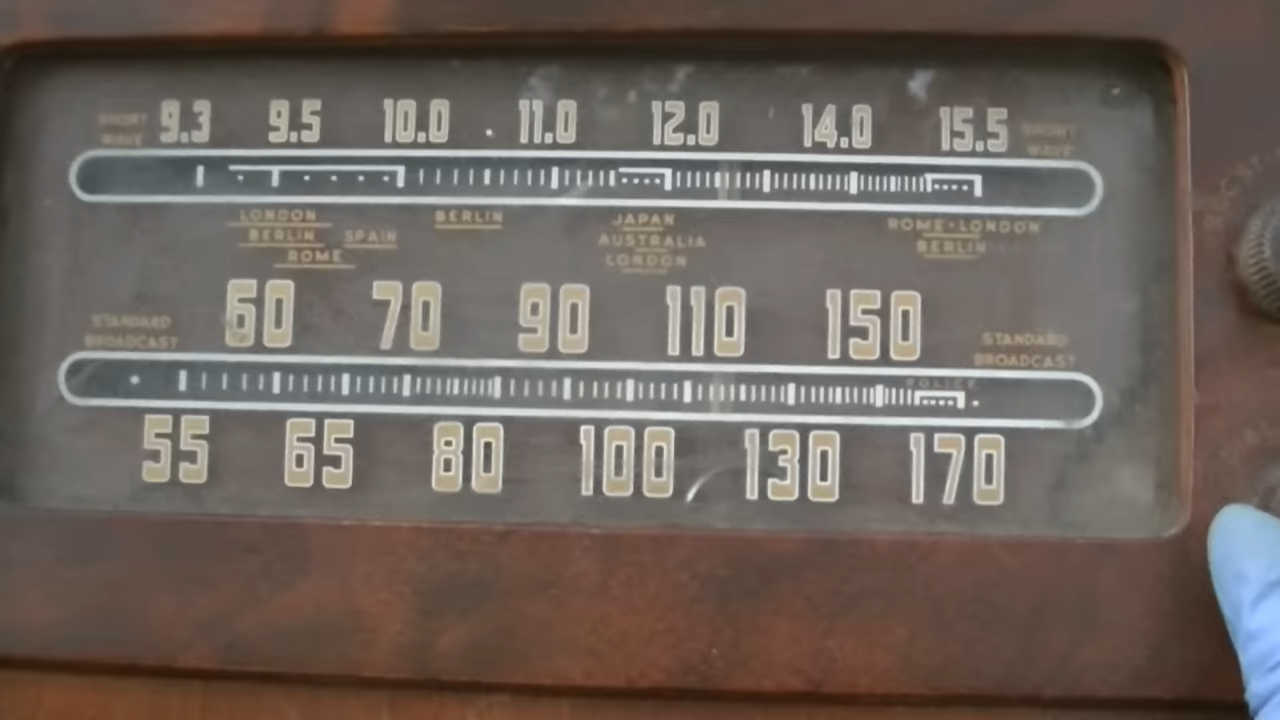 SHORT WAVE 9.3 9.5 10.0 11.0 12.0 14.0 15.5 SHORT WAVE
LONDON BERLIN JAPAN ROME-LONDON
BERLIN SPAIN AUSTRALIA BERLIN
ROME LONDON
60 70 90 110 150
STANDARD BROADCAST STANDARD BROADCAST
POLICE
55 65 80 100 130 170